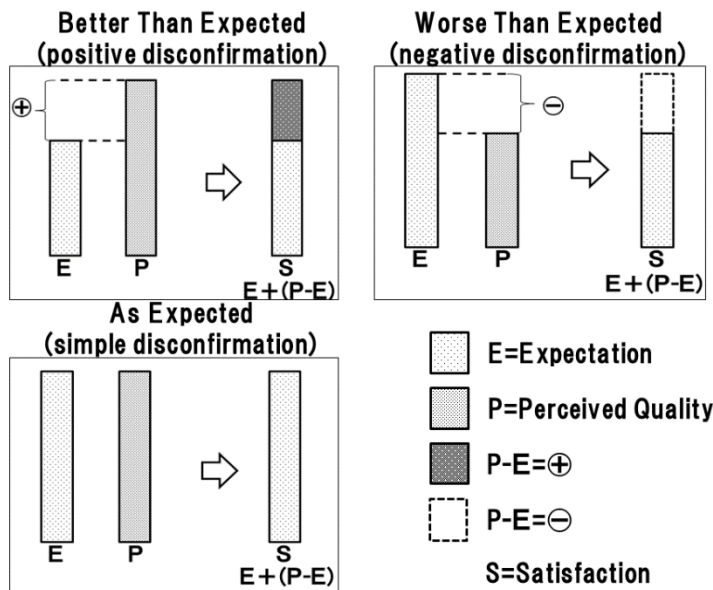 Better Than Expected
(positive disconfirmation)
⊕
E
P
S
E+(P-E)
Worse Than Expected
(negative disconfirmation)
⊖
E
P
S
E+(P-E)
As Expected
(simple disconfirmation)
E
P
S
E+(P-E)
E=Expectation
P=Perceived Quality
P-E=⊕
P-E=⊖
S=Satisfaction